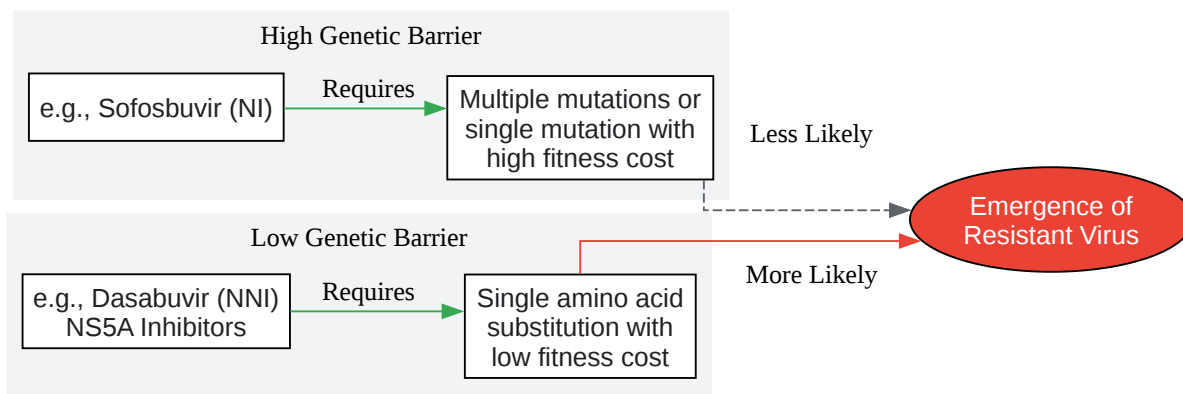 High Genetic Barrier
e.g., Sofosbuvir (NI)
Requires
Multiple mutations or
single mutation with
high fitness cost
Less Likely
Emergence of
Resistant Virus
Low Genetic Barrier
e.g., Dasabuvir (NNI)
NS5A Inhibitors
Requires
Single amino acid
substitution with
low fitness cost
More Likely